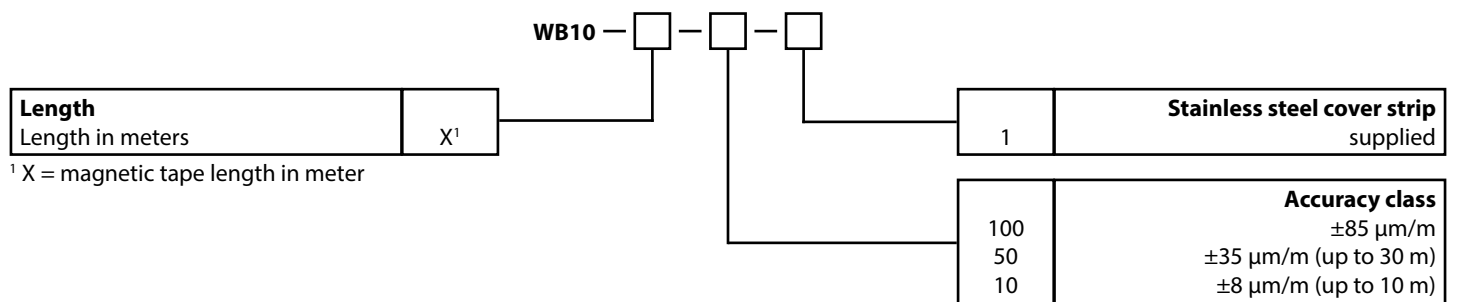 WB10 — □ — □ — □
Length
Length in meters X¹
¹ X = magnetic tape length in meter
Stainless steel cover strip
1 supplied
Accuracy class
100 ±85 µm/m
50 ±35 µm/m (up to 30 m)
10 ±8 µm/m (up to 10 m)